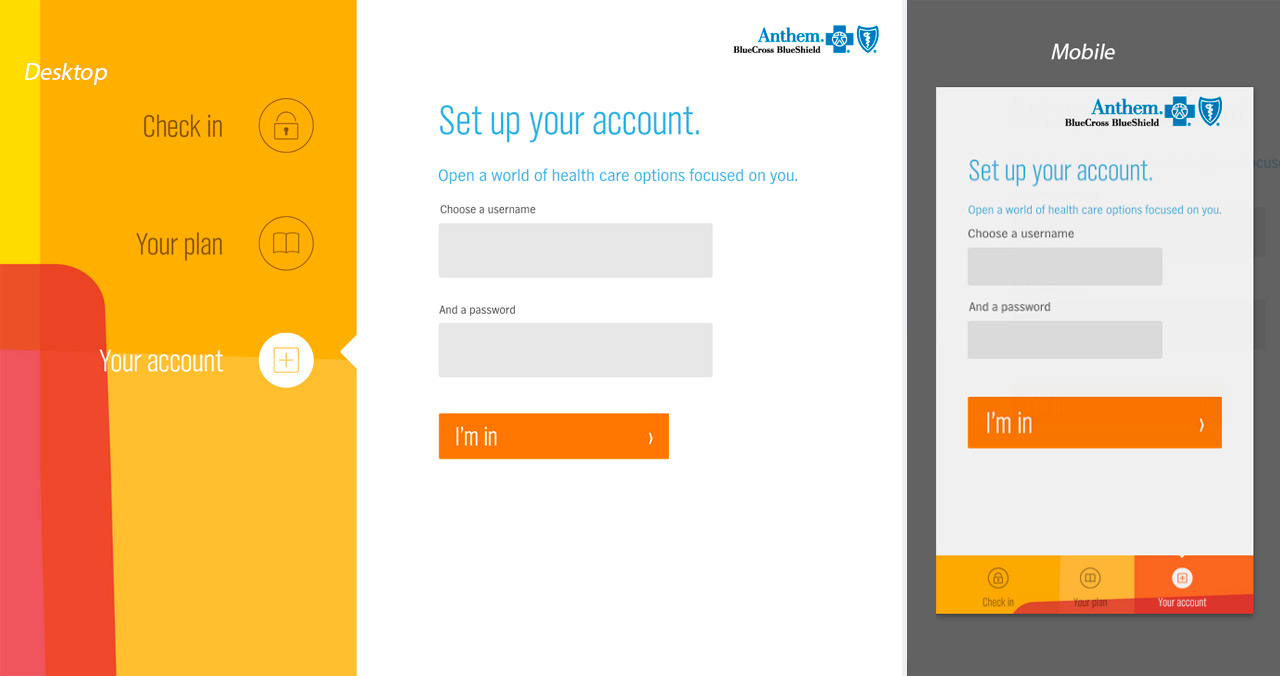 Desktop
Check in
Your plan
Your account
Anthem.
BlueCross BlueShield
Set up your account.
Open a world of health care options focused on you.
Choose a username
And a password
I'm in
Mobile
Anthem.
BlueCross BlueShield
Set up your account.
Open a world of health care options focused on you.
Choose a username
And a password
I'm in
Check in
Your plan
Your account